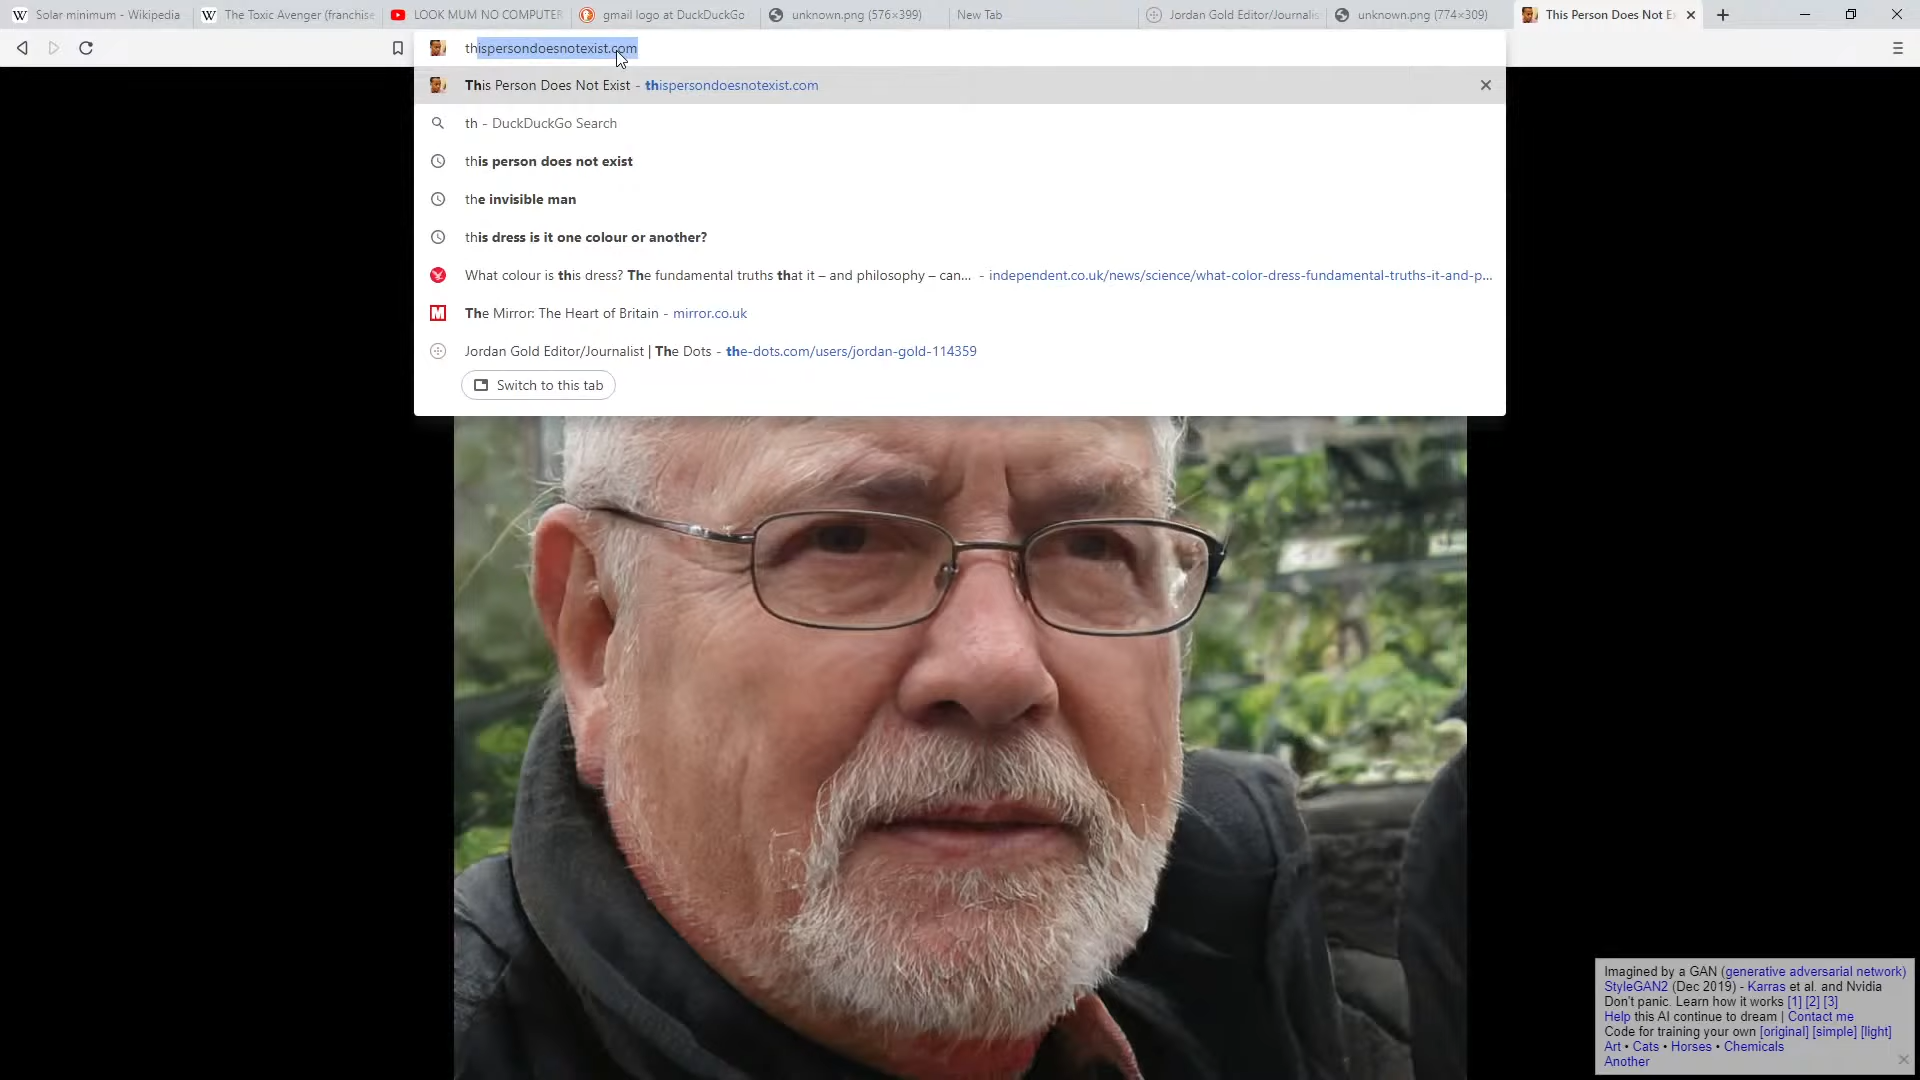 Solar minimum - Wikipedia
The Toxic Avenger (franchise
LOOK MUM NO COMPUTER
gmail logo at DuckDuckGo
unknown.png (576×399)
New Tab
Jordan Gold Editor/Journalis
unknown.png (774×309)
This Person Does Not E
thispersondoesnotexist.com
This Person Does Not Exist - thispersondoesnotexist.com
th - DuckDuckGo Search
this person does not exist
the invisible man
this dress is it one colour or another?
What colour is this dress? The fundamental truths that it – and philosophy – can... - independent.co.uk/news/science/what-color-dress-fundamental-truths-it-and-p...
The Mirror: The Heart of Britain - mirror.co.uk
Jordan Gold Editor/Journalist | The Dots - the-dots.com/users/jordan-gold-114359
Switch to this tab
Imagined by a GAN (generative adversarial network)
StyleGAN2 (Dec 2019) - Karras et al. and Nvidia
Don't panic. Learn how it works [1] [2] [3]
Help this AI continue to dream | Contact me
Code for training your own [original] [simple] [light]
Art • Cats • Horses • Chemicals
Another